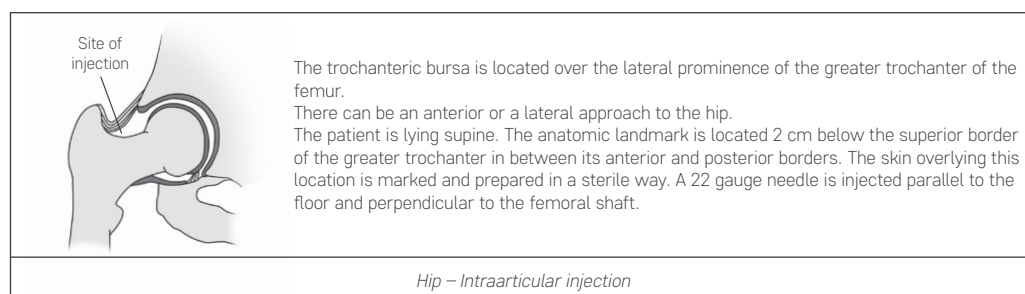 Site of
injection
The trochanteric bursa is located over the lateral prominence of the greater trochanter of the
femur.
There can be an anterior or a lateral approach to the hip.
The patient is lying supine. The anatomic landmark is located 2 cm below the superior border
of the greater trochanter in between its anterior and posterior borders. The skin overlying this
location is marked and prepared in a sterile way. A 22 gauge needle is injected parallel to the
floor and perpendicular to the femoral shaft.
Hip – Intraarticular injection